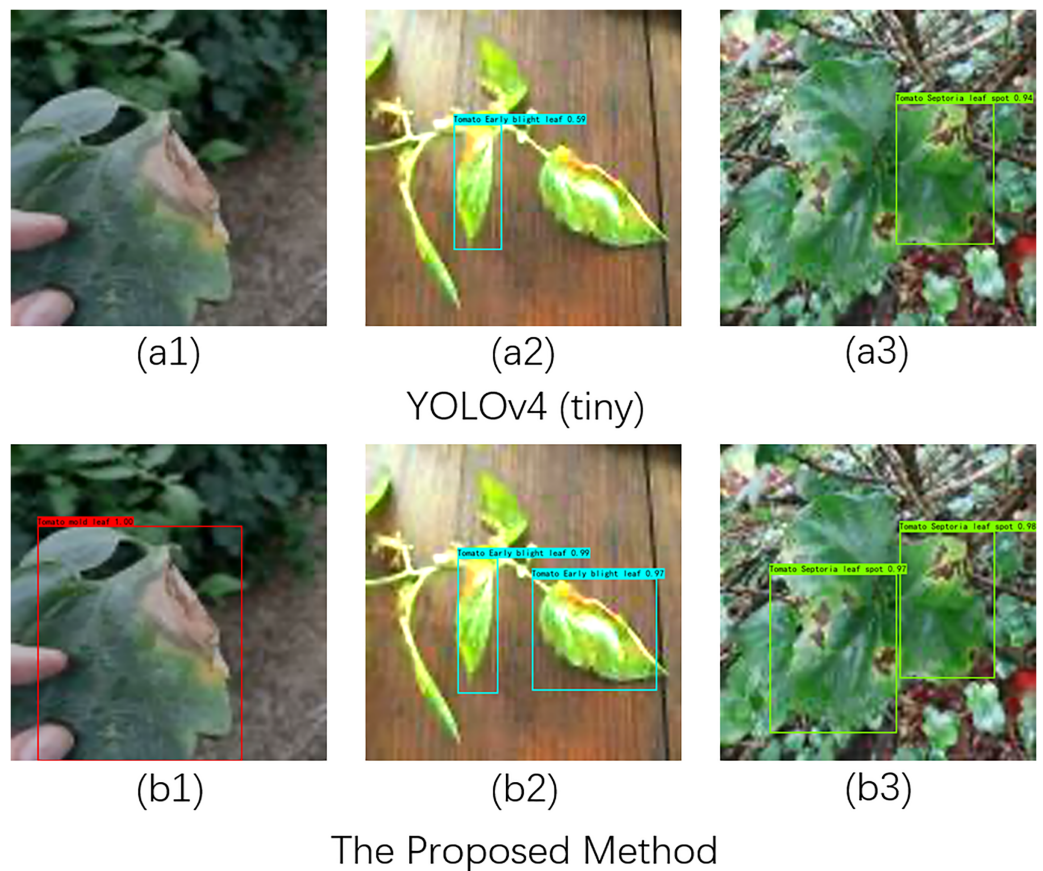 Tomato Early blight leaf 0.59
Tomato Septoria leaf spot 0.94
(a1)
(a2)
(a3)
YOLOv4 (tiny)
Tomato mold leaf 1.00
Tomato Early blight leaf 0.99
Tomato Early blight leaf 0.97
Tomato Septoria leaf spot 0.98
Tomato Septoria leaf spot 0.97
(b1)
(b2)
(b3)
The Proposed Method